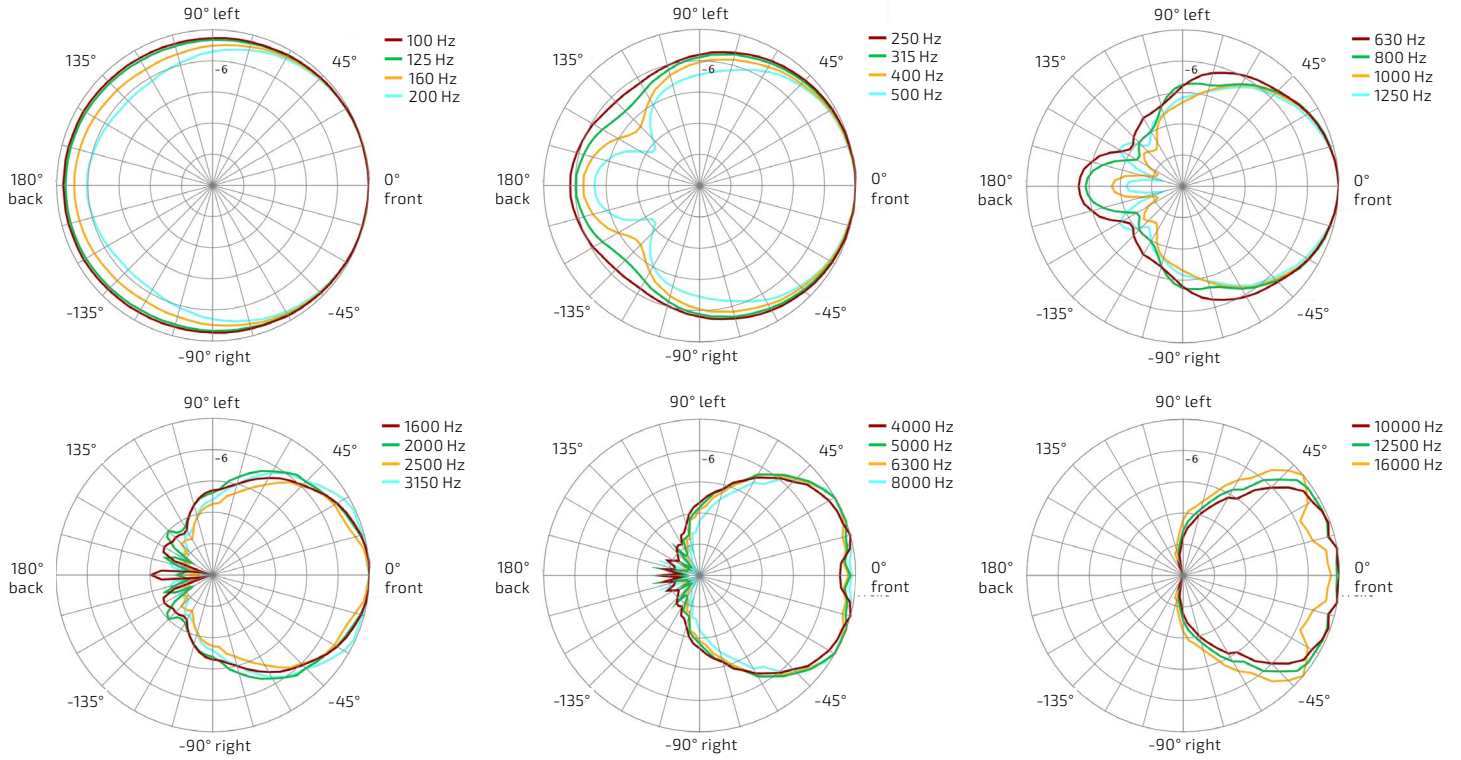 90° left
135°
45°
-6
180°
back
0°
front
-135°
-45°
-90° right
100 Hz
125 Hz
160 Hz
200 Hz
90° left
135°
45°
-6
180°
back
0°
front
-135°
-45°
-90° right
250 Hz
315 Hz
400 Hz
500 Hz
90° left
135°
45°
-6
180°
back
0°
front
-135°
-45°
-90° right
630 Hz
800 Hz
1000 Hz
1250 Hz
90° left
135°
45°
-6
180°
back
0°
front
-135°
-45°
-90° right
1600 Hz
2000 Hz
2500 Hz
3150 Hz
90° left
135°
45°
-6
180°
back
0°
front
-135°
-45°
-90° right
4000 Hz
5000 Hz
6300 Hz
8000 Hz
90° left
135°
45°
-6
180°
back
0°
front
-135°
-45°
-90° right
10000 Hz
12500 Hz
16000 Hz